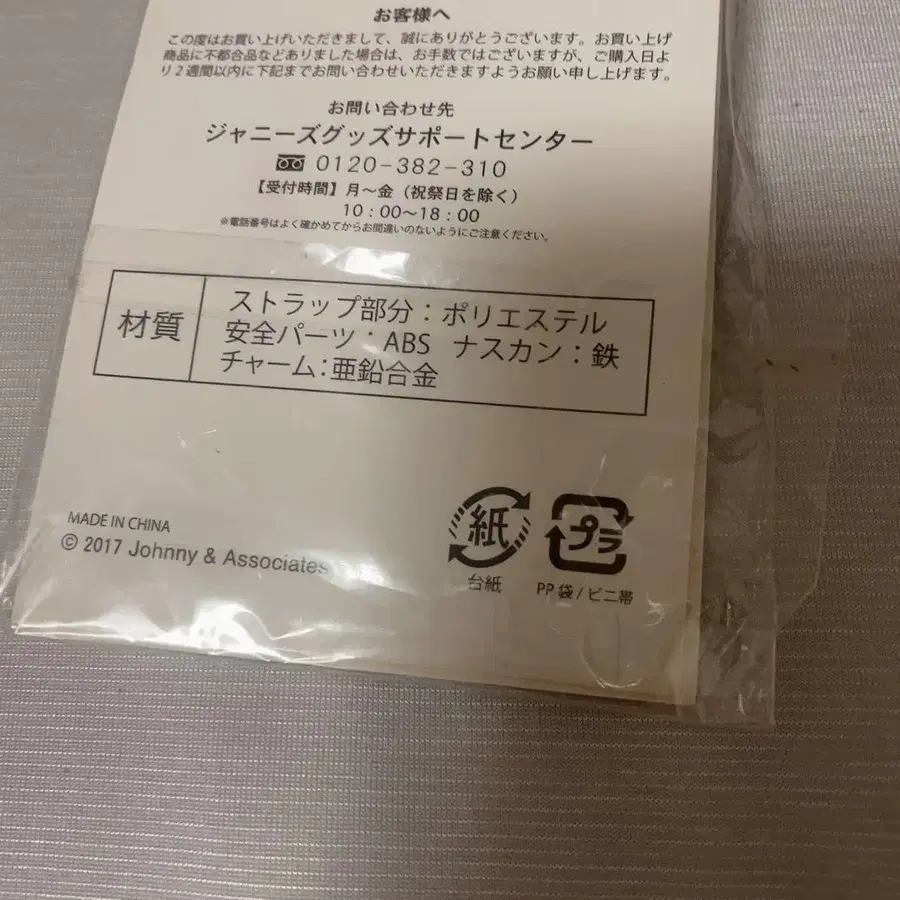 お客様へ
この度はお買い上げいただきまして、誠にありがとうございます。お買い上げ
商品に不都合品などありました場合は、お手数ではございますが、ご購入日よ
り2週間以内に下記までお問い合わせいただきますようお願い申し上げます。
お問い合わせ先
ジャニーズグッズサポートセンター
0120-382-310
【受付時間】月～金（祝祭日を除く）
10：00～18：00
※電話番号はよく確かめてからお間違いのないようにご注意ください。
材質
ストラップ部分：ポリエステル
安全パーツ：ABS ナスカン：鉄
チャーム：亜鉛合金
MADE IN CHINA
© 2017 Johnny & Associates
紙
台紙
プラ
PP袋/ビニ帯